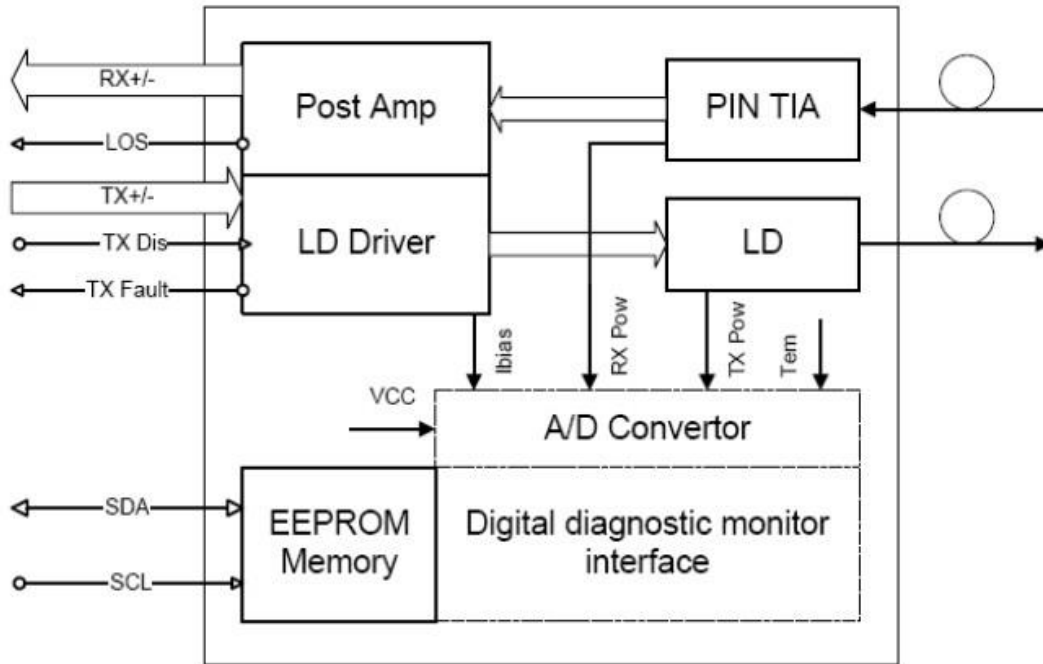 RX+/-
Post Amp
PIN TIA
LOS
TX+/-
LD Driver
LD
TX Dis
TX Fault
Ibias
RX Pow
TX Pow
Tem
VCC
A/D Convertor
SDA
EEPROM
Memory
Digital diagnostic monitor
interface
SCL